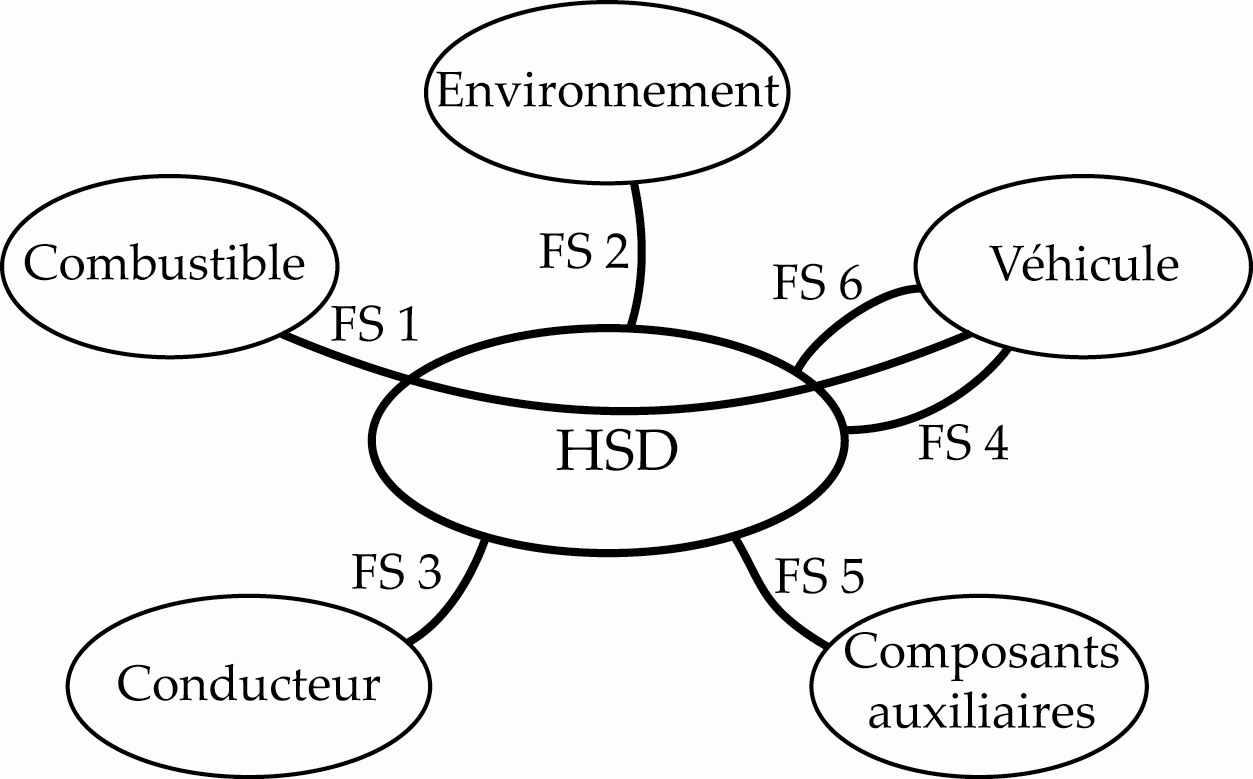 Environnement
Combustible
Véhicule
FS 1
FS 2
FS 6
HSD
FS 4
FS 3
FS 5
Conducteur
Composants
auxiliaires